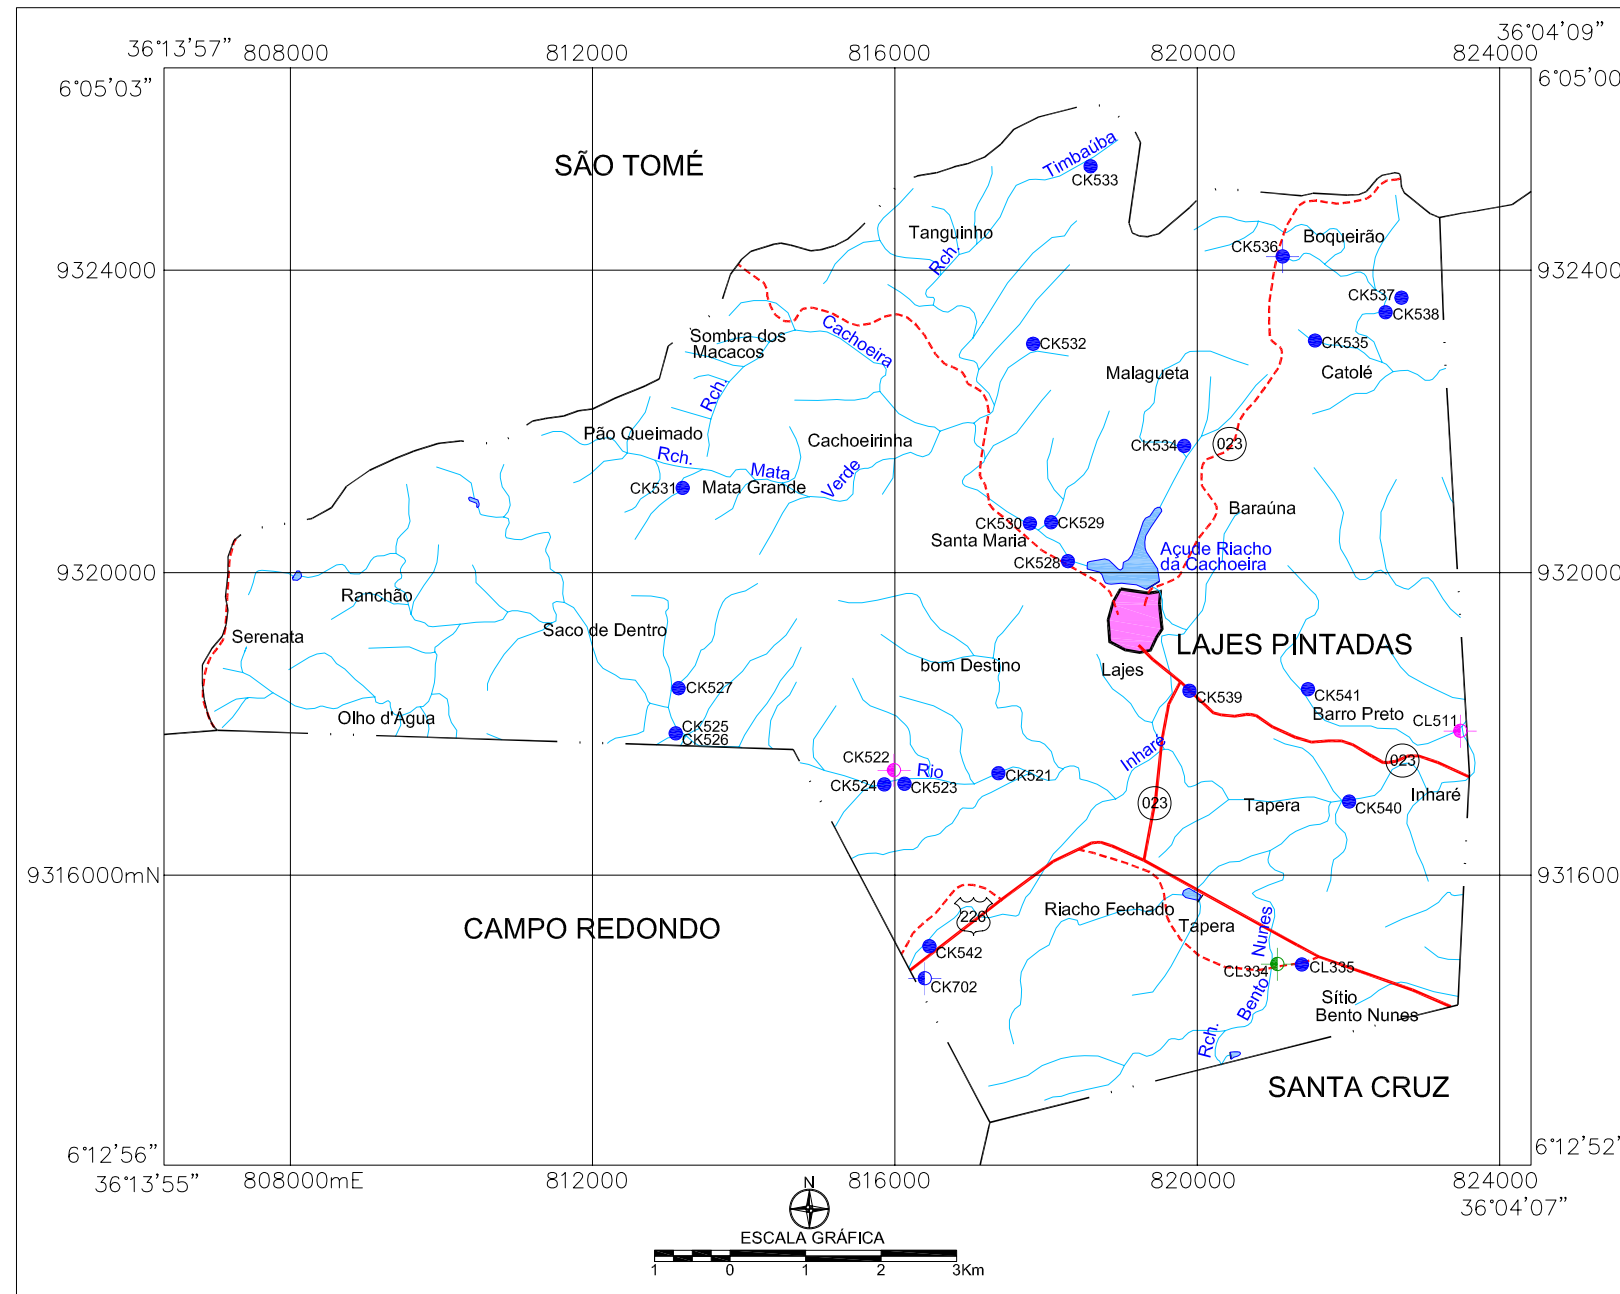 36°13'57"
808000
812000
816000
820000
36°04'09"
824000
6°05'03"
6°05'00
SÃO TOMÉ
Timbaúba
CK533
Tanguinho
Rch.
CK536
Boqueirão
9324000
932400
CK537
CK538
Cachoeira
Sombra dos
Macacos
CK532
CK535
Malagueta
Catolé
Rch.
Pão Queimado
Cachoeirinha
CK534
023
Rch.
Mata
Verde
CK531
Mata Grande
Baraúna
CK530
CK529
Santa Maria
Açude Riacho
da Cachoeira
CK528
9320000
932000
Ranchão
Serenata
Saco de Dentro
LAJES PINTADAS
bom Destino
Lajes
CK527
CK539
CK541
Olho d'Água
Barro Preto
CK525
CK526
CL511
Inharé
CK522
Rio
023
CK524
CK523
CK521
Inharé
023
Tapera
CK540
9316000mN
931600
Riacho Fechado
226
Tapera
Nunes
CAMPO REDONDO
CK542
CL334
CL335
CK702
Bento
Sítio
Bento Nunes
Rch.
SANTA CRUZ
6°12'56"
6°12'52'
36°13'55"
808000mE
812000
816000
820000
824000
36°04'07"
N
ESCALA GRÁFICA
1 0 1 2 3Km